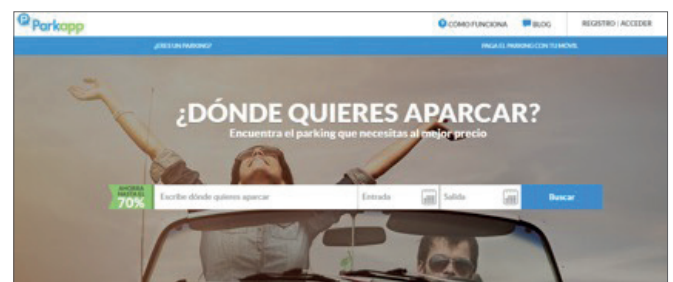 Parkapp
CÓMO FUNCIONA
BLOG
REGISTRO | ACCEDER
¿ERES UN PARKING?
PAGA EL PARKING CON TU MÓVIL
¿DÓNDE QUIERES APARCAR?
Encuentra el parking que necesitas al mejor precio
AHORRA
HASTA EL
70%
Escribe dónde quieres aparcar
Entrada
Salida
Buscar